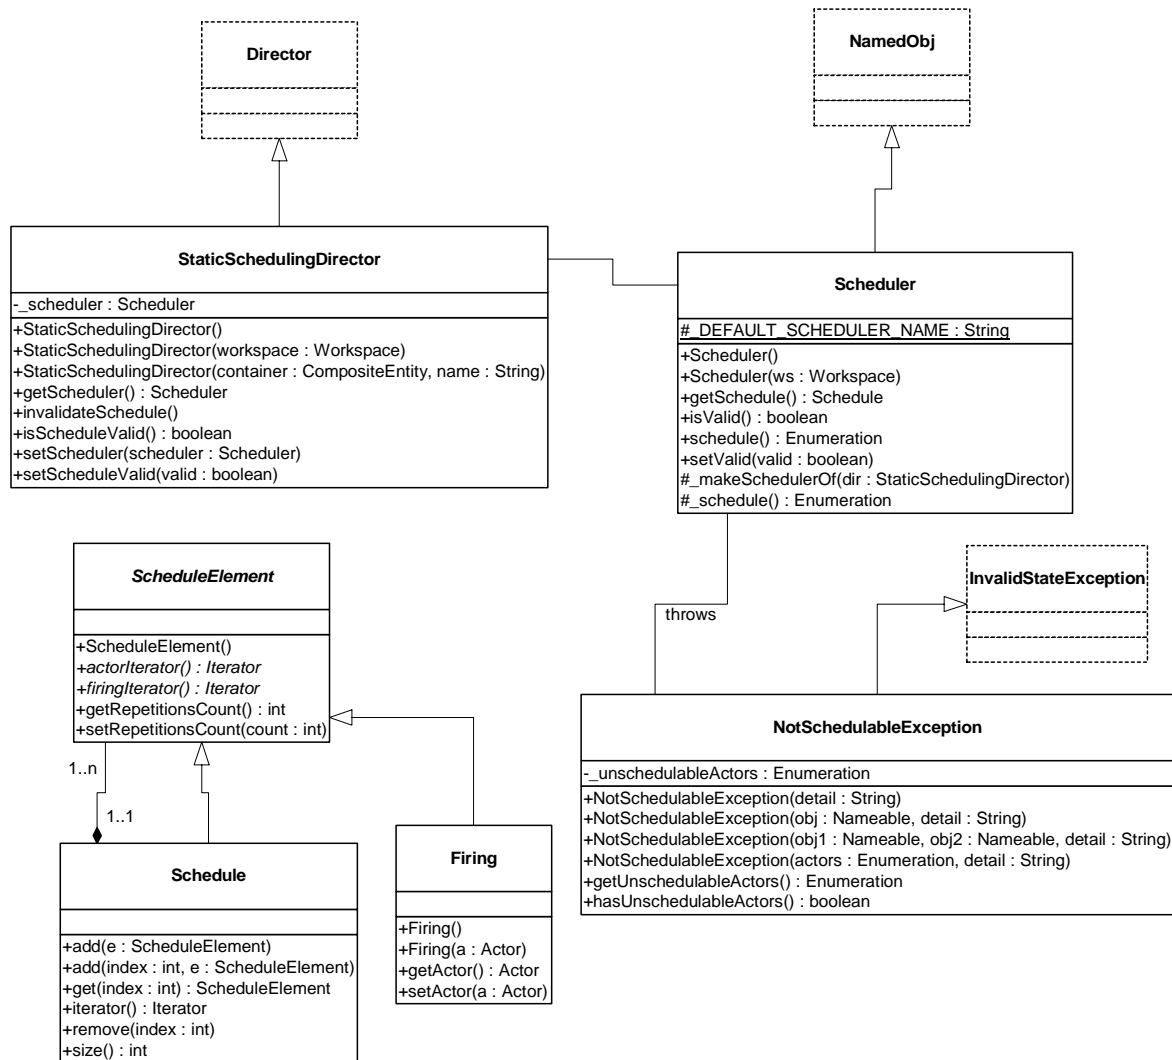 Director
NamedObj
StaticSchedulingDirector
-_scheduler : Scheduler
+StaticSchedulingDirector()
+StaticSchedulingDirector(workspace : Workspace)
+StaticSchedulingDirector(container : CompositeEntity, name : String)
+getScheduler() : Scheduler
+invalidateSchedule()
+isScheduleValid() : boolean
+setScheduler(scheduler : Scheduler)
+setScheduleValid(valid : boolean)
Scheduler
#_DEFAULT_SCHEDULER_NAME : String
+Scheduler()
+Scheduler(ws : Workspace)
+getSchedule() : Schedule
+isValid() : boolean
+schedule() : Enumeration
+setValid(valid : boolean)
#_makeSchedulerOf(dir : StaticSchedulingDirector)
#_schedule() : Enumeration
ScheduleElement
+ScheduleElement()
+actorIterator() : Iterator
+firingIterator() : Iterator
+getRepetitionsCount() : int
+setRepetitionsCount(count : int)
throws
InvalidStateException
1..n
1..1
NotSchedulableException
-_unschedulableActors : Enumeration
+NotSchedulableException(detail : String)
+NotSchedulableException(obj : Nameable, detail : String)
+NotSchedulableException(obj1 : Nameable, obj2 : Nameable, detail : String)
+NotSchedulableException(actors : Enumeration, detail : String)
+getUnschedulableActors() : Enumeration
+hasUnschedulableActors() : boolean
Schedule
+add(e : ScheduleElement)
+add(index : int, e : ScheduleElement)
+get(index : int) : ScheduleElement
+iterator() : Iterator
+remove(index : int)
+size() : int
Firing
+Firing()
+Firing(a : Actor)
+getActor() : Actor
+setActor(a : Actor)